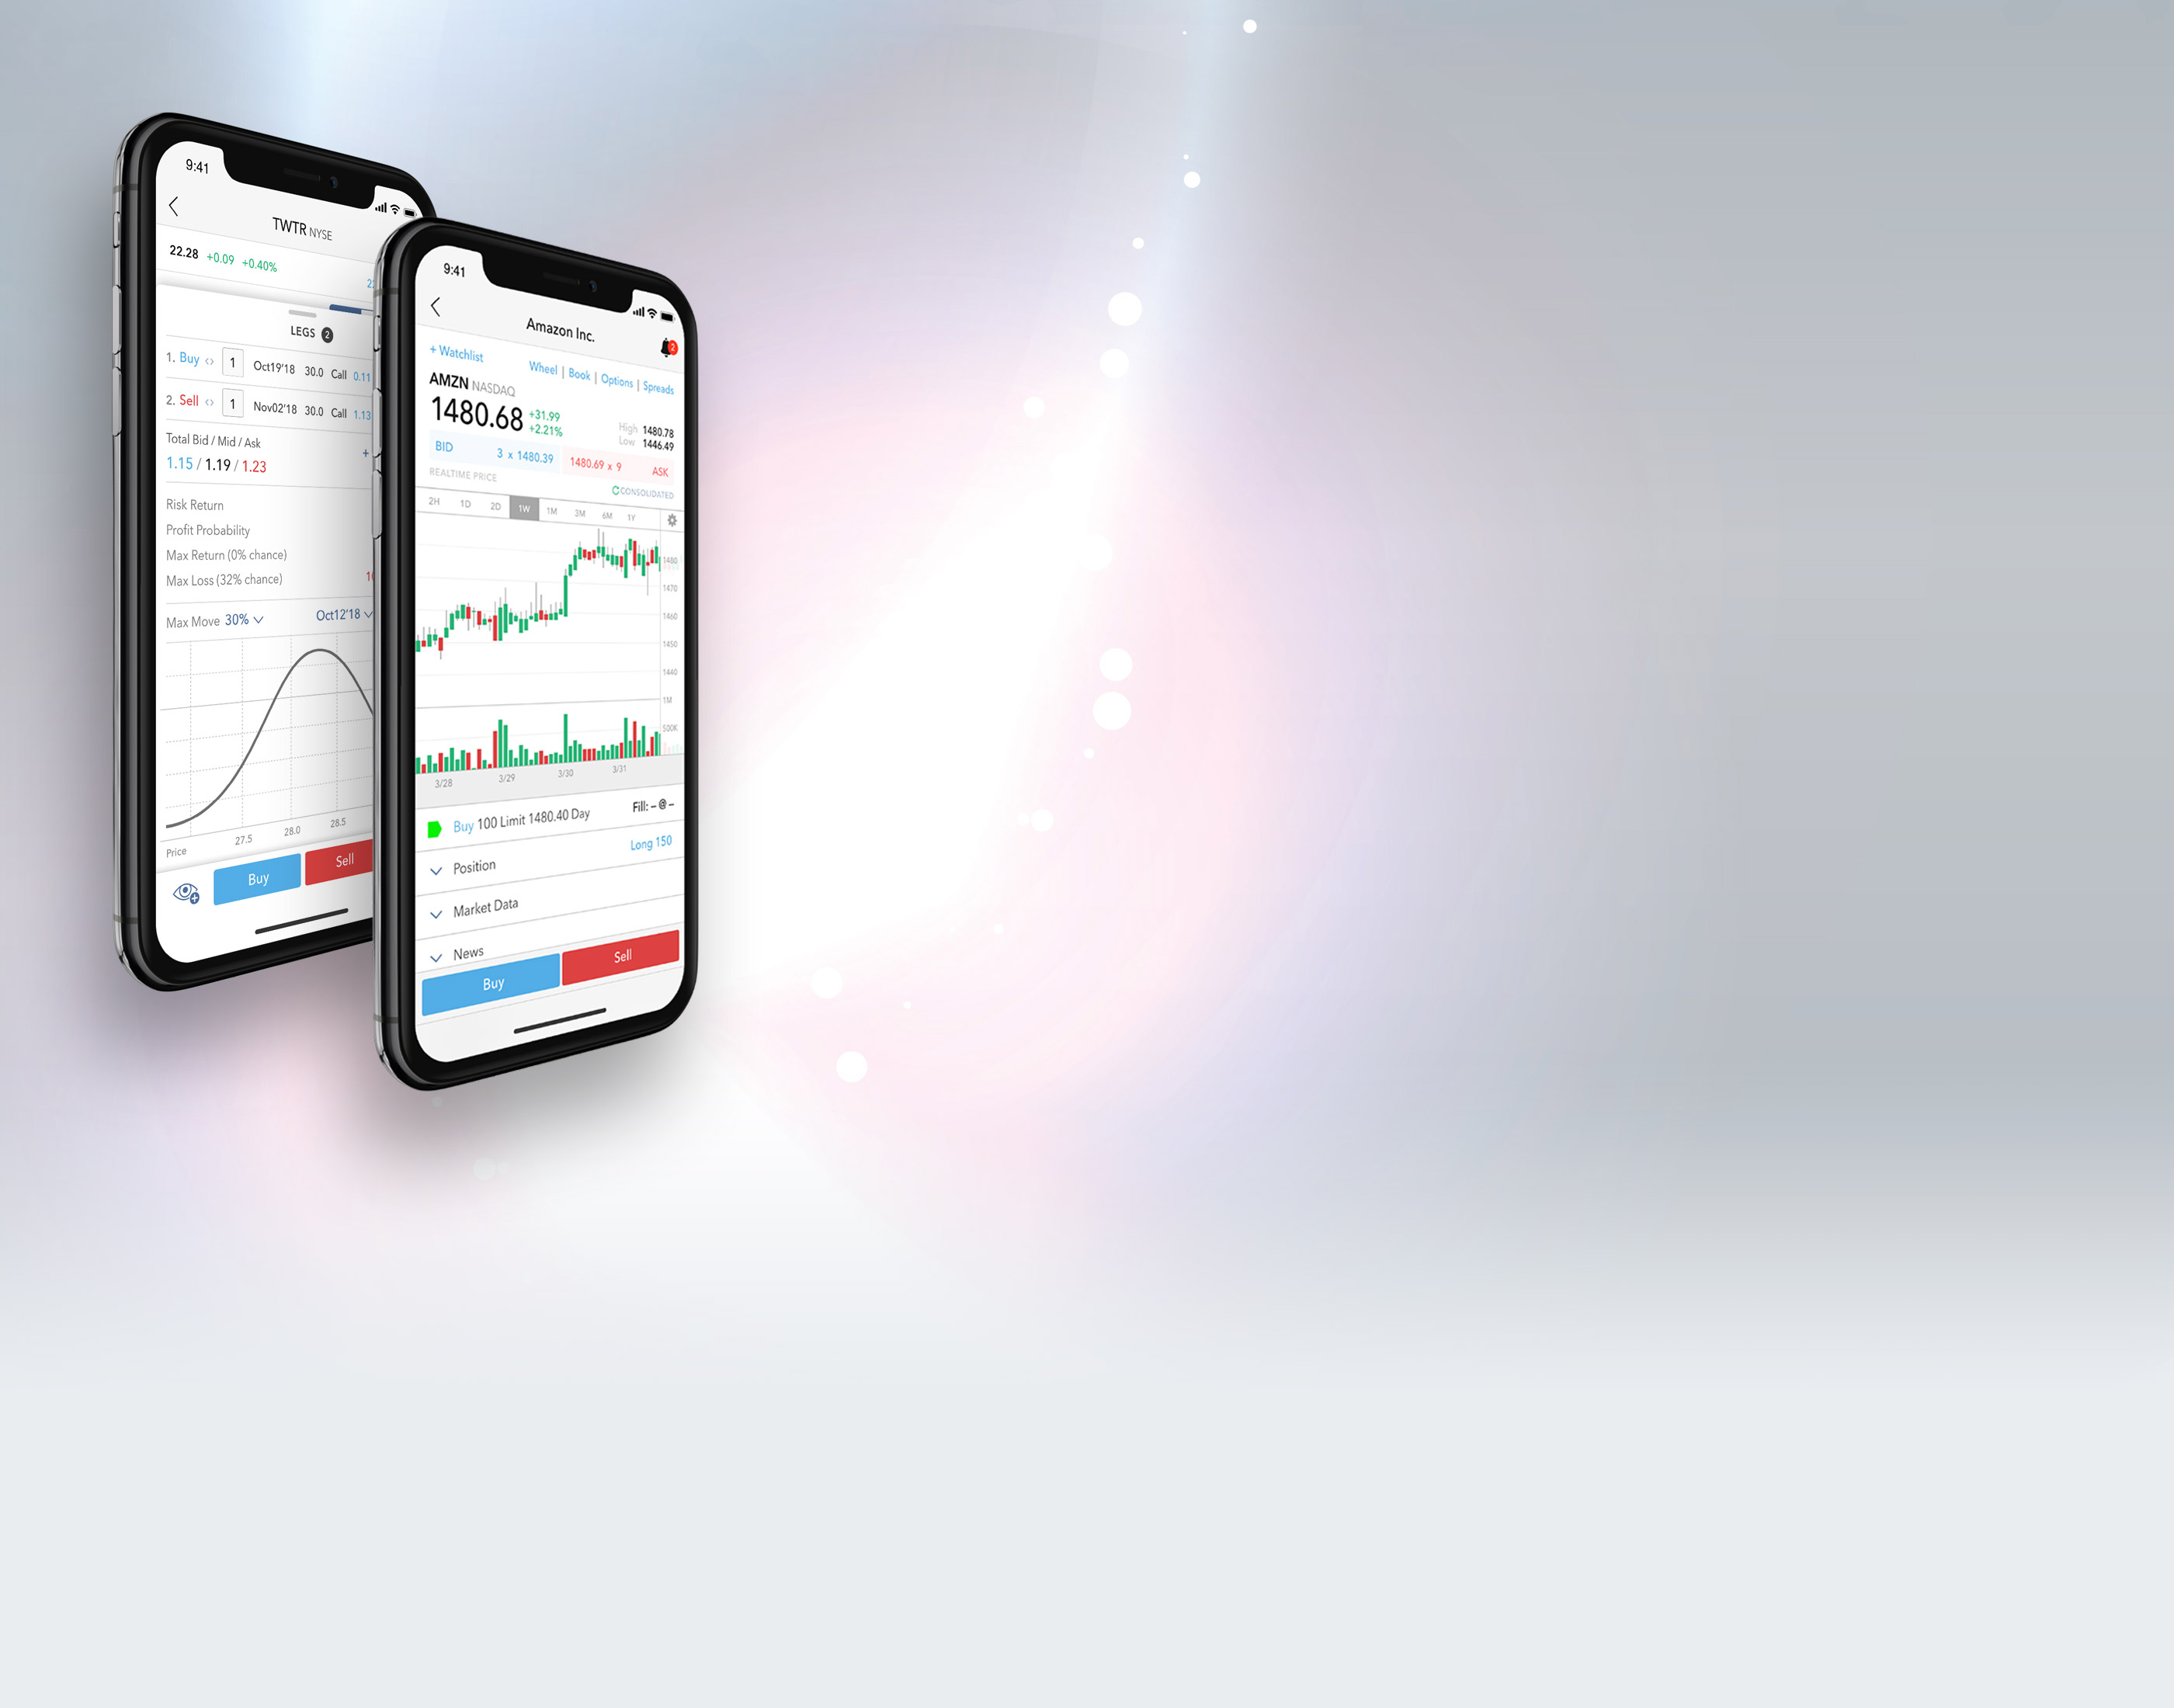 9:41
TWTR NYSE
22.28 +0.09 +0.40%
LEGS 2
1. Buy <> 1 Oct19'18 30.0 Call 0.11
2. Sell <> 1 Nov02'18 30.0 Call 1.13
Total Bid / Mid / Ask
1.15 / 1.19 / 1.23 +
Risk Return
Profit Probability
Max Return (0% chance)
Max Loss (32% chance)
Max Move 30% Oct12'18
27.5 28.0 28.5
Price
Buy Sell
9:41
Amazon Inc.
2
+ Watchlist Wheel | Book | Options | Spreads
AMZN NASDAQ
1480.68 +31.99
+2.21%
High 1480.78
Low 1446.49
BID 3 x 1480.39 1480.69 x 9 ASK
REALTIME PRICE CONSOLIDATED
2H 1D 2D 1W 1M 3M 6M 1Y
1480
1470
1460
1450
1440
1M
500K
3/28 3/29 3/30 3/31
Buy 100 Limit 1480.40 Day Fill: – @ –
Position Long 150
Market Data
News
Buy Sell